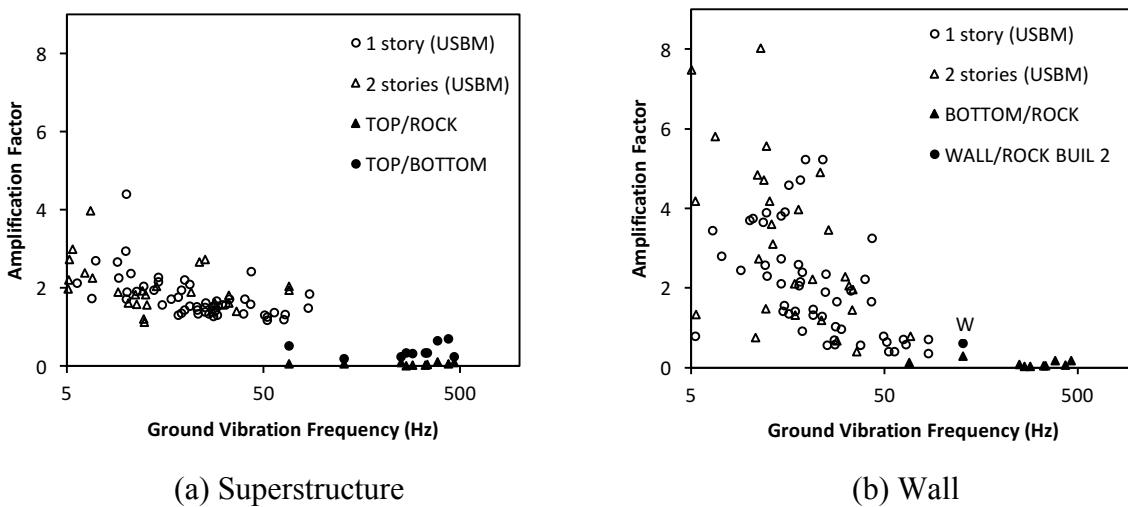 8
6
4
2
0
Amplification Factor
1 story (USBM)
2 stories (USBM)
TOP/ROCK
TOP/BOTTOM
5
50
500
Ground Vibration Frequency (Hz)
(a) Superstructure
8
6
4
2
0
Amplification Factor
1 story (USBM)
2 stories (USBM)
BOTTOM/ROCK
WALL/ROCK BUIL 2
W
5
50
500
Ground Vibration Frequency (Hz)
(b) Wall